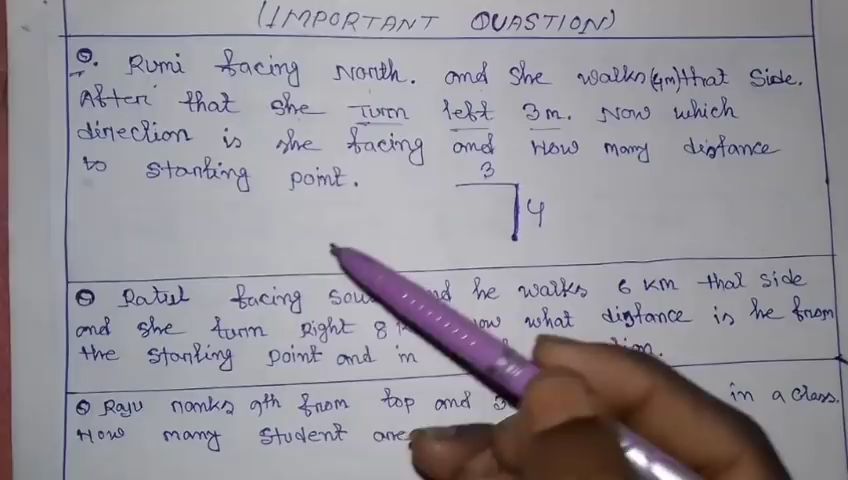 (IMPORTANT QUASTION)
Q. Rumi facing North. and she walks (4m) that side.
After that she Turn left 3m. Now which
direction is she facing and How many distance
to starting point.
3
4
Q Ratul facing he walks 6 km that side
and she turn right 8 now what distance is he from
the starting point and in
Q Raju ranks 9th from top and in a class.
How many student are